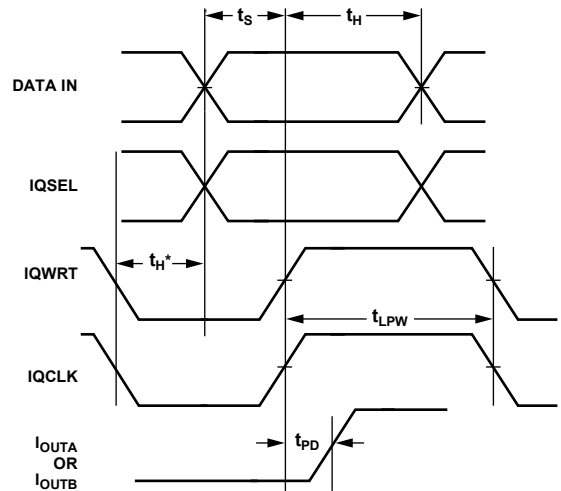 tS
tH
DATA IN
IQSEL
tH*
IQWRT
tLPW
IQCLK
tPD
IOUTA
OR
IOUTB